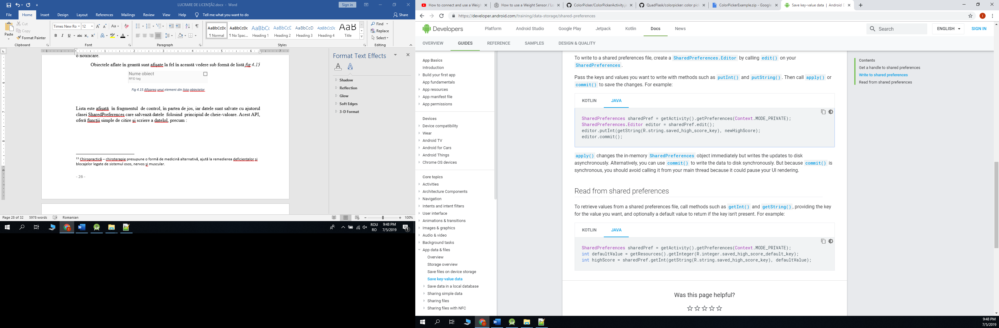 LUCRARE DE LICENŢĂ2.docx - Word
Sign in
File Home Insert Design Layout References Mailings Review View Help Tell me what you want to do Share
Paste
Cut
Copy
Format Painter
Clipboard
Times New Ro 12
Font
Paragraph
AaBbCcDc AaBbCcDc AaBbCc AaBbCcD AaBbCcDc AaBbCcDc AaB
¶ Normal ¶ No Spac... Heading 1 Heading 2 Heading 3 Heading 4 Title
Styles
Find
Replace
Select
Editing
o notificare.
Obiectele aflate în geantă sunt afișate la fel în această vedere sub formă de listă fig 4.15
Nume obiect
RFID tag
Fig 4.15 Afisarea unui element din lista obiectelor
Lista este afișată în fragmentul de control, în partea de jos, iar datele sunt salvate cu ajutorul
clasei SharedPreferences care salvează datele folosind principiul de cheie-valoare. Acest API,
oferă funcții simple de citire și scriere a datelol, precum :
13 Chiropractică – chiroterapie presupune o formă de medicină alternativă, ajută la remedierea deficiențelor și
blocajelor legate de sistemul osos, nervos și muscular.
- 26 -
Format Text Effects
Shadow
Reflection
Glow
Soft Edges
3-D Format
Page 28 of 32 5978 words Romanian 100%
ROU
RO
9:48 PM
7/5/2019
How to connect and use a Weigh
How to use a Weight Sensor / Lo
ColorPicker/ColorPickerActivity.ja
QuadFlask/colorpicker: color pick
ColorPickerExample.zip - Google
Save key-value data | Android D
https://developer.android.com/training/data-storage/shared-preferences
Developers Platform Android Studio Google Play Jetpack Kotlin Docs News Search ENGLISH SIGN IN
OVERVIEW GUIDES REFERENCE SAMPLES DESIGN & QUALITY
App Basics
Introduction
Build your first app
App fundamentals
App resources
App manifest file
App permissions
Devices
Device compatibility
Wear
Android TV
Android for Cars
Android Things
Chrome OS devices
Core topics
Activities
Architecture Components
Navigation
Intents and intent filters
User interface
Animations & transitions
Images & graphics
Audio & video
Background tasks
App data & files
Overview
Storage overview
Save files on device storage
Save key-value data
Save data in a local database
Sharing simple data
Sharing files
Sharing files with NFC
To write to a shared preferences file, create a SharedPreferences.Editor by calling edit() on your
SharedPreferences.
Pass the keys and values you want to write with methods such as putInt() and putString(). Then call apply() or
commit() to save the changes. For example:
KOTLIN JAVA
SharedPreferences sharedPref = getActivity().getPreferences(Context.MODE_PRIVATE);
SharedPreferences.Editor editor = sharedPref.edit();
editor.putInt(getString(R.string.saved_high_score_key), newHighScore);
editor.commit();
apply() changes the in-memory SharedPreferences object immediately but writes the updates to disk
asynchronously. Alternatively, you can use commit() to write the data to disk synchronously. But because commit() is
synchronous, you should avoid calling it from your main thread because it could pause your UI rendering.
Read from shared preferences
To retrieve values from a shared preferences file, call methods such as getInt() and getString(), providing the key
for the value you want, and optionally a default value to return if the key isn't present. For example:
KOTLIN JAVA
SharedPreferences sharedPref = getActivity().getPreferences(Context.MODE_PRIVATE);
int defaultValue = getResources().getInteger(R.integer.saved_high_score_default_key);
int highScore = sharedPref.getInt(getString(R.string.saved_high_score_key), defaultValue);
Was this page helpful?
Contents
Get a handle to shared preferences
Write to shared preferences
Read from shared preferences
9:48 PM
7/5/2019